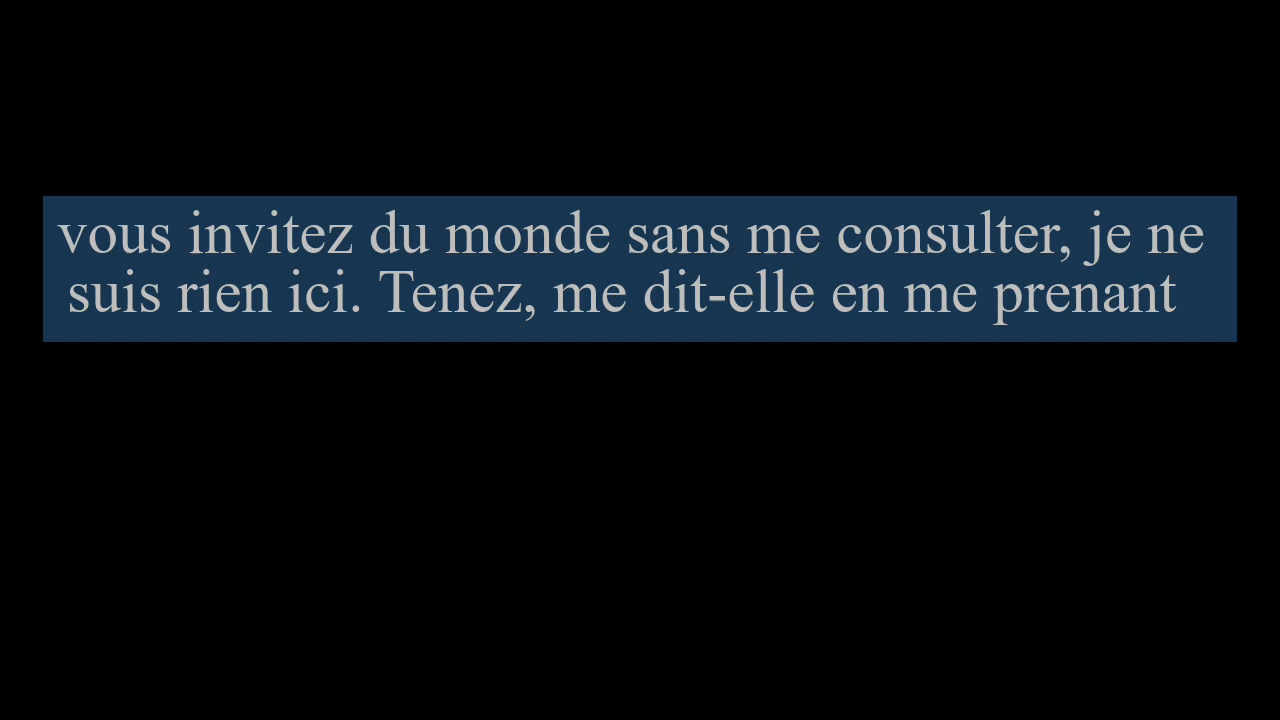 vous invitez du monde sans me consulter, je ne
suis rien ici. Tenez, me dit-elle en me prenant